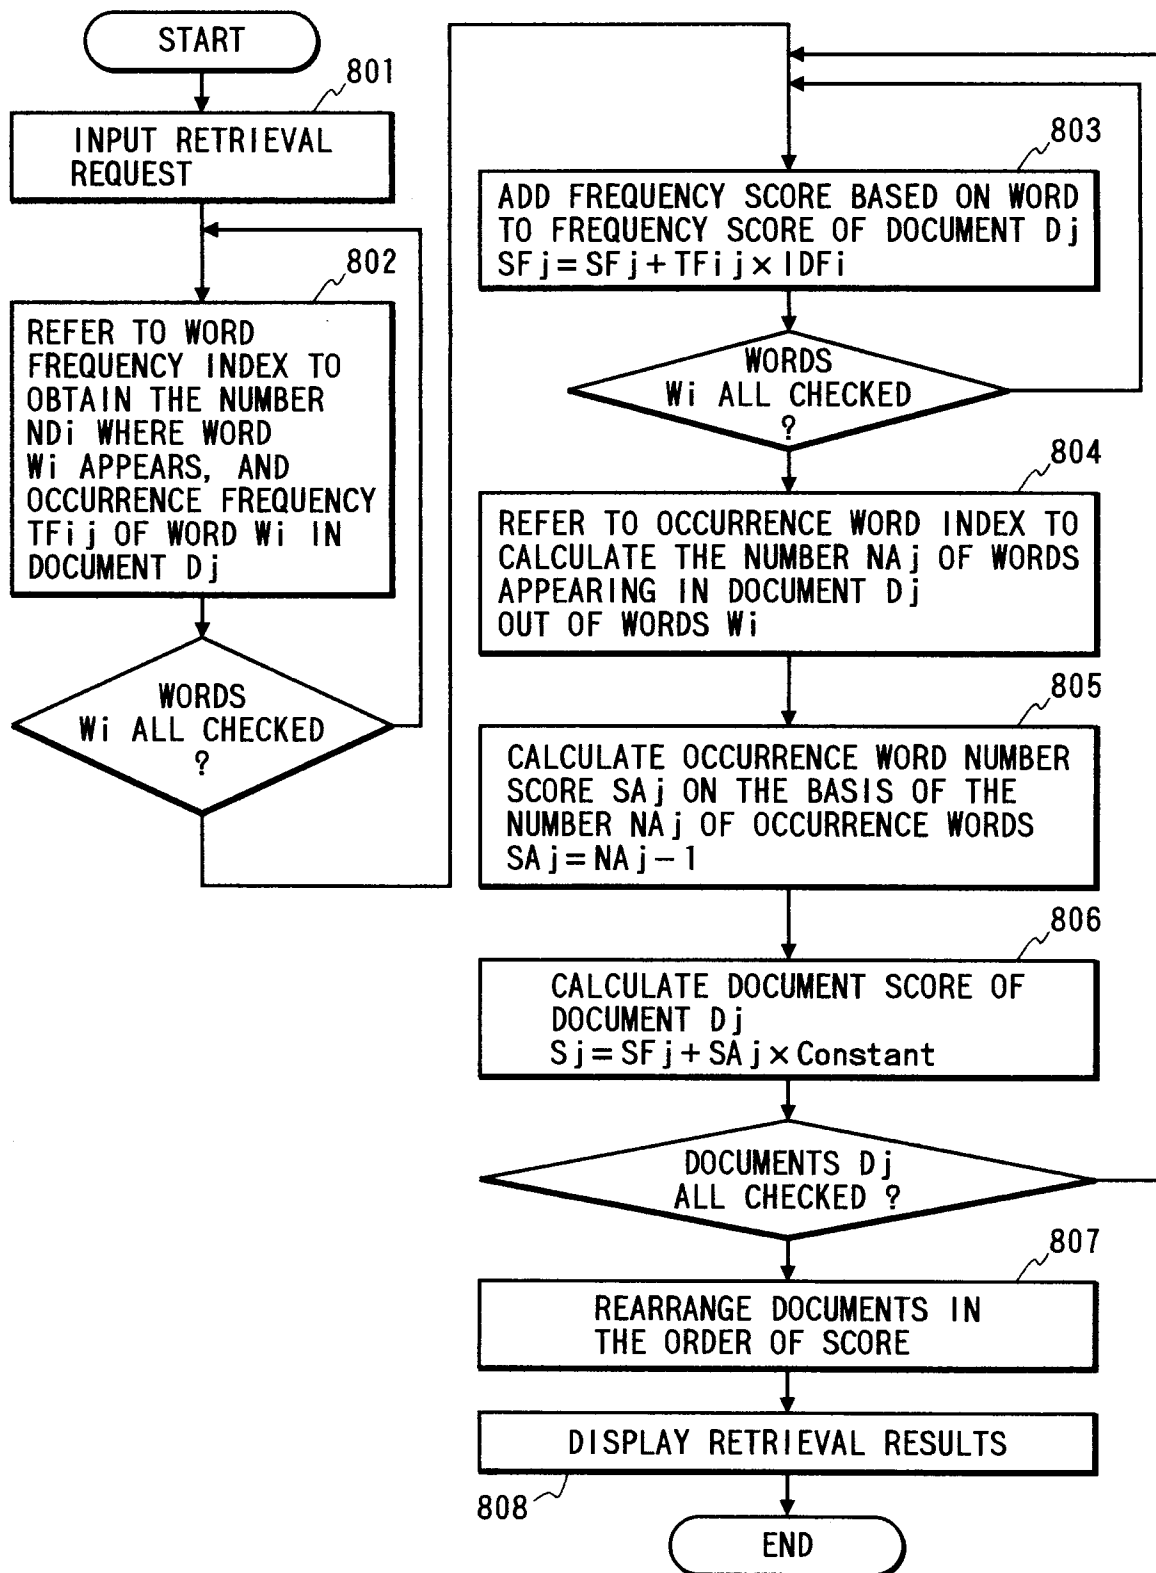 START
801
INPUT RETRIEVAL
REQUEST
802
REFER TO WORD
FREQUENCY INDEX TO
OBTAIN THE NUMBER
NDi WHERE WORD
Wi APPEARS, AND
OCCURRENCE FREQUENCY
TFij OF WORD Wi IN
DOCUMENT Dj
WORDS
Wi ALL CHECKED
?
803
ADD FREQUENCY SCORE BASED ON WORD
TO FREQUENCY SCORE OF DOCUMENT Dj
SFj=SFj+TFij×IDFi
WORDS
Wi ALL CHECKED
?
804
REFER TO OCCURRENCE WORD INDEX TO
CALCULATE THE NUMBER NAj OF WORDS
APPEARING IN DOCUMENT Dj
OUT OF WORDS Wi
805
CALCULATE OCCURRENCE WORD NUMBER
SCORE SAj ON THE BASIS OF THE
NUMBER NAj OF OCCURRENCE WORDS
SAj=NAj-1
806
CALCULATE DOCUMENT SCORE OF
DOCUMENT Dj
Sj=SFj+SAj×Constant
DOCUMENTS Dj
ALL CHECKED ?
807
REARRANGE DOCUMENTS IN
THE ORDER OF SCORE
DISPLAY RETRIEVAL RESULTS
808
END